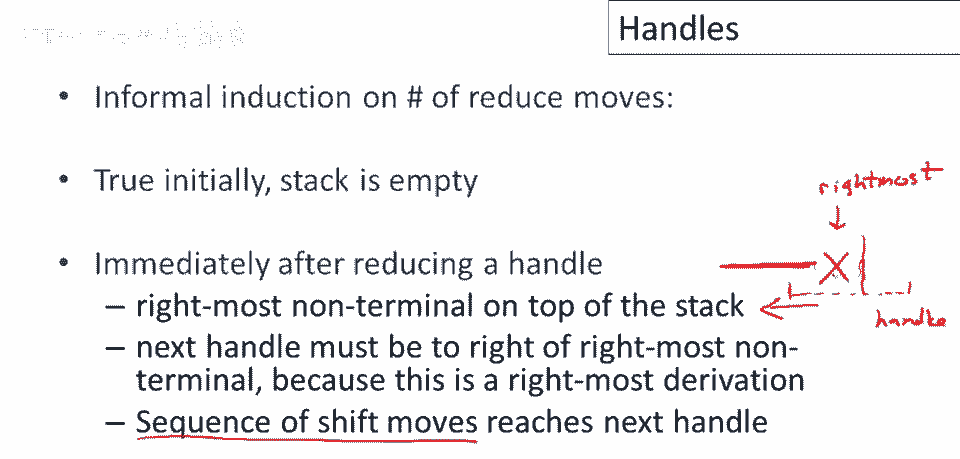 Handles
• Informal induction on # of reduce moves:
• True initially, stack is empty
rightmost
• Immediately after reducing a handle
X
– right-most non-terminal on top of the stack
handle
– next handle must be to right of right-most non-
terminal, because this is a right-most derivation
– Sequence of shift moves reaches next handle